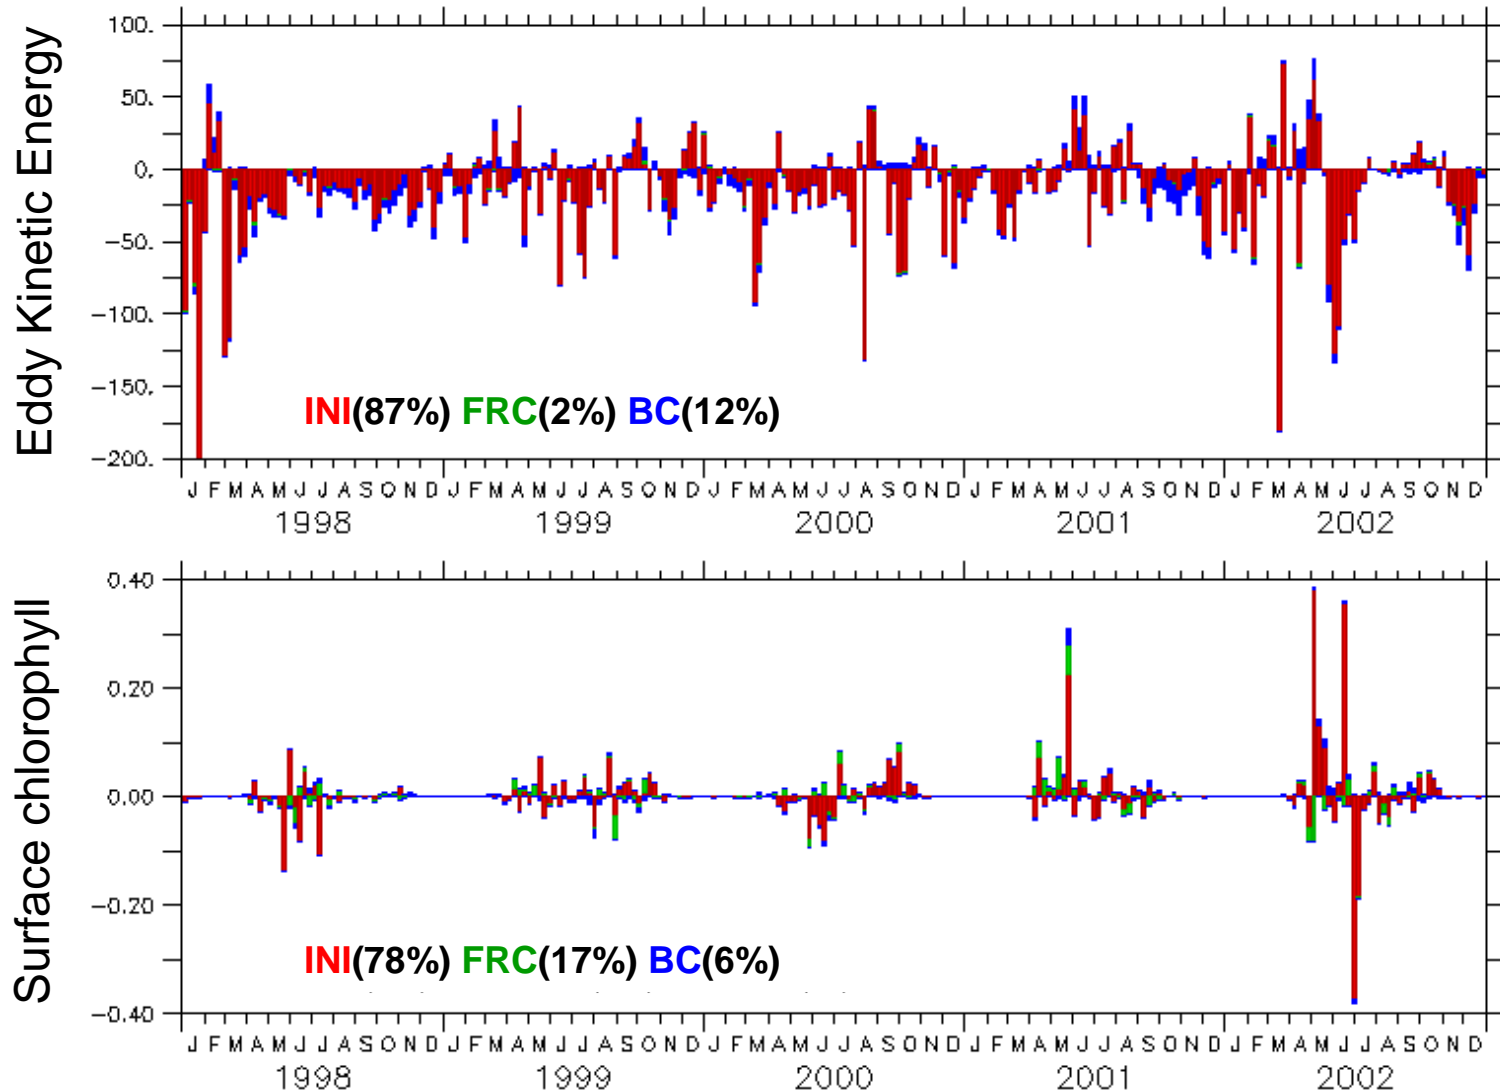 Eddy Kinetic Energy
100.
50.
0.
−50.
−100.
−150.
−200.
INI(87%) FRC(2%) BC(12%)
J F M A M J J A S O N D J F M A M J J A S O N D J F M A M J J A S O N D J F M A M J J A S O N D J F M A M J J A S O N D
1998 1999 2000 2001 2002
Surface chlorophyll
0.40
0.20
0.00
−0.20
−0.40
INI(78%) FRC(17%) BC(6%)
J F M A M J J A S O N D J F M A M J J A S O N D J F M A M J J A S O N D J F M A M J J A S O N D J F M A M J J A S O N D
1998 1999 2000 2001 2002